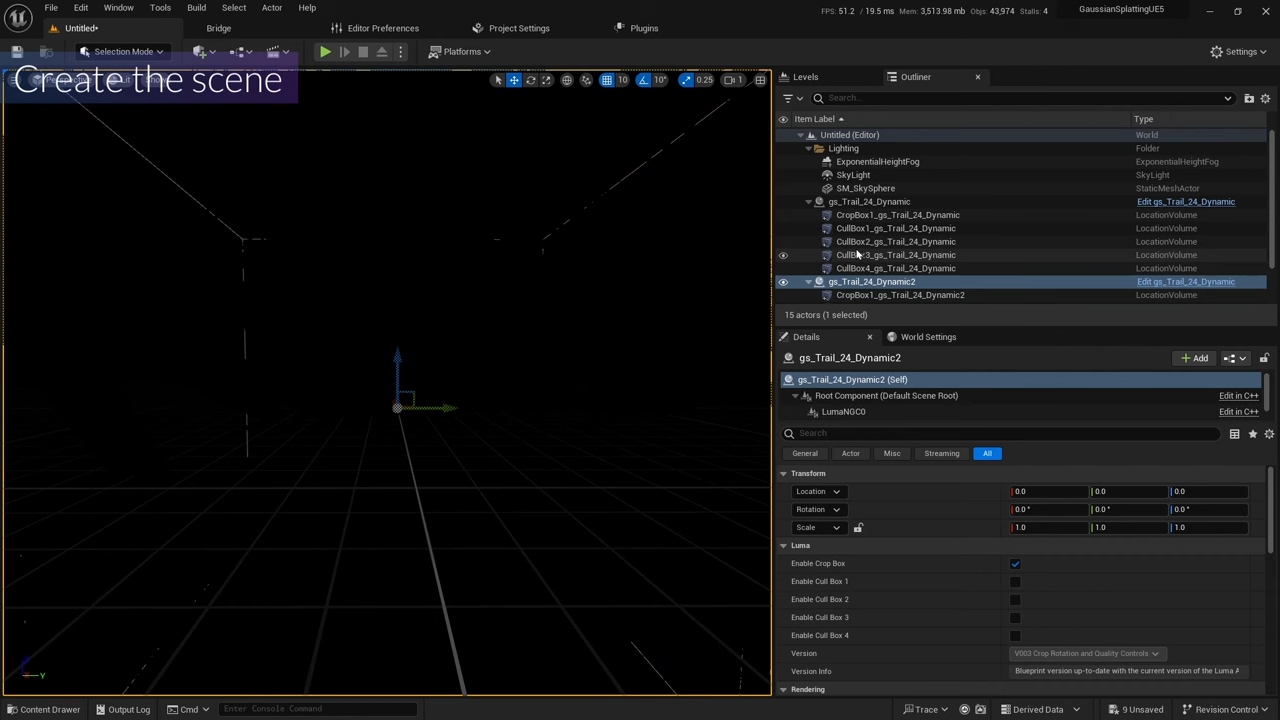 File Edit Window Tools Build Select Actor Help
FPS: 51.2 / 19.5 ms Mem: 3,513.98 mb Objs: 43,974 Stalls: 4
GaussianSplattingUE5
Untitled* Bridge Editor Preferences Project Settings Plugins
Selection Mode Platforms Settings
Create the scene
10 10° 0.25 1
Levels Outliner
Search...
Item Label Type
Untitled (Editor) World
Lighting Folder
ExponentialHeightFog ExponentialHeightFog
SkyLight SkyLight
SM_SkySphere StaticMeshActor
gs_Trail_24_Dynamic Edit gs_Trail_24_Dynamic
CropBox1_gs_Trail_24_Dynamic LocationVolume
CullBox1_gs_Trail_24_Dynamic LocationVolume
CullBox2_gs_Trail_24_Dynamic LocationVolume
CullBox3_gs_Trail_24_Dynamic LocationVolume
CullBox4_gs_Trail_24_Dynamic LocationVolume
gs_Trail_24_Dynamic2 Edit gs_Trail_24_Dynamic
CropBox1_gs_Trail_24_Dynamic2 LocationVolume
15 actors (1 selected)
Details World Settings
gs_Trail_24_Dynamic2
Add
gs_Trail_24_Dynamic2 (Self)
Root Component (Default Scene Root) Edit in C++
LumaNGC0 Edit in C++
Search
General Actor Misc Streaming All
Transform
Location 0.0 0.0 0.0
Rotation 0.0° 0.0° 0.0°
Scale 1.0 1.0 1.0
Luma
Enable Crop Box
Enable Cull Box 1
Enable Cull Box 2
Enable Cull Box 3
Enable Cull Box 4
Version V003 Crop Rotation and Quality Controls
Version Info Blueprint version up-to-date with the current version of the Luma A
Rendering
Y
Content Drawer Output Log Cmd Enter Console Command
Trace Derived Data 9 Unsaved Revision Control